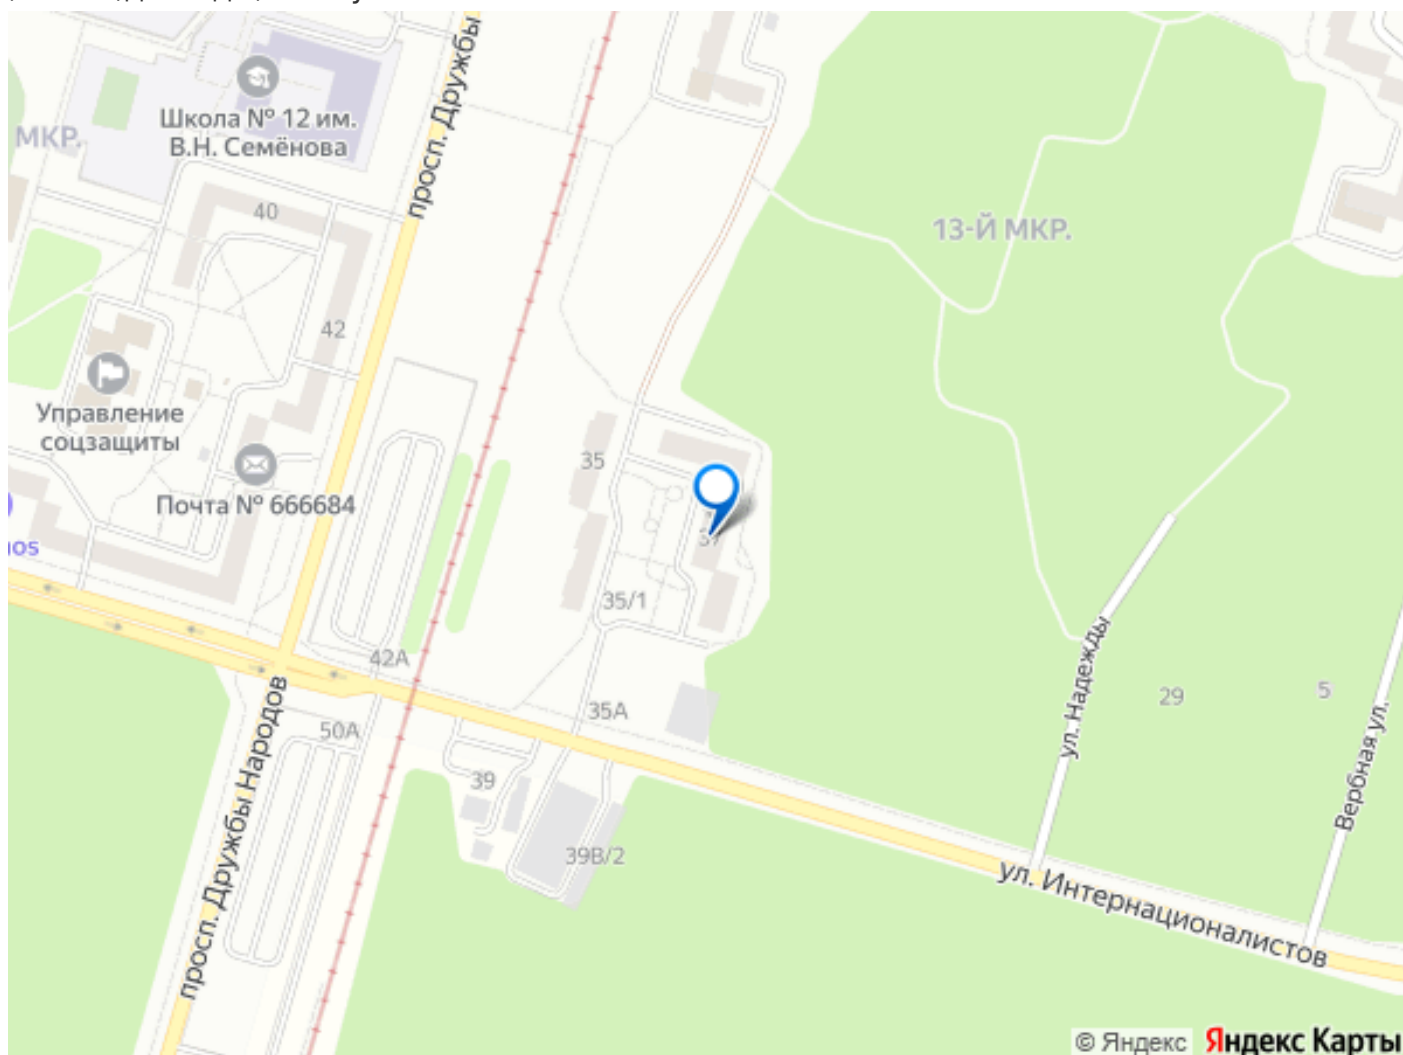 просп. Дружбы
Школа № 12 им.
В.Н. Семёнова
МКР.
40
13-Й МКР.
42
Управление
соцзащиты
35
Почта № 666684
37
35/1
42А
просп. Дружбы Народов
35А
50А
39
39В/2
ул. Надежды
29
5
Вербная ул.
ул. Интернационалистов
© Яндекс Яндекс Карты